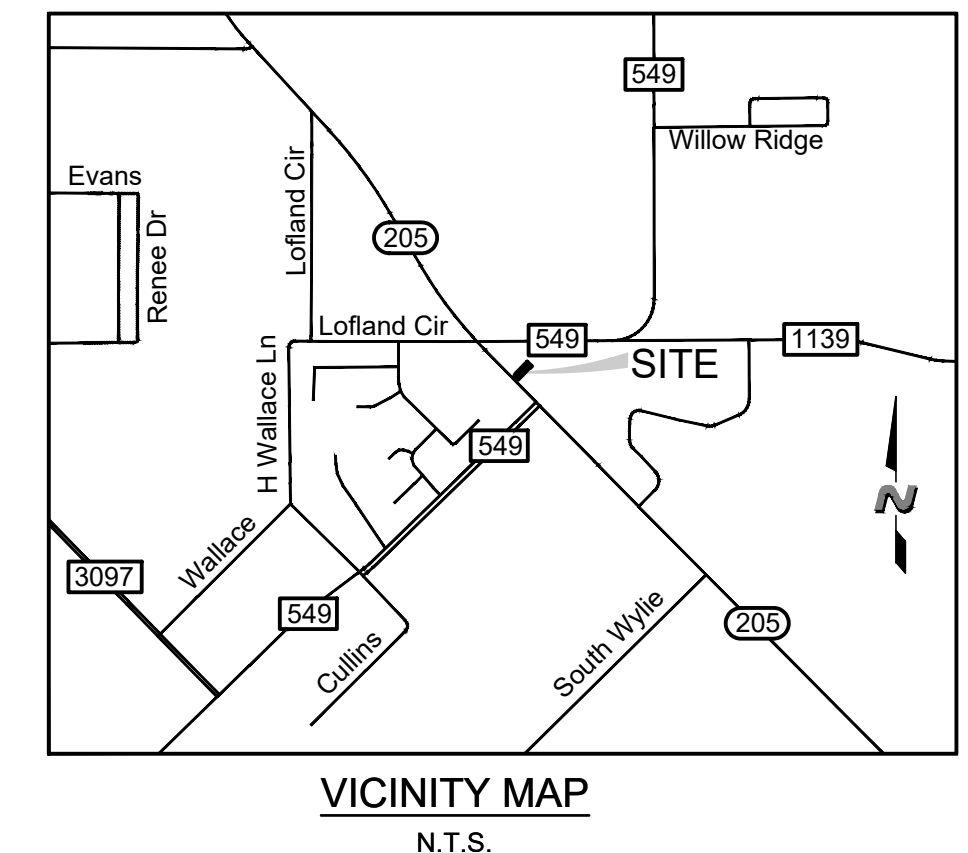 549
Willow Ridge
Evans
Lofland Cir
Renee Dr
205
Lofland Cir
549
1139
SITE
H Wallace Ln
549
N
Wallace
3097
549
Cullins
South Wylie
205
VICINITY MAP
N.T.S.